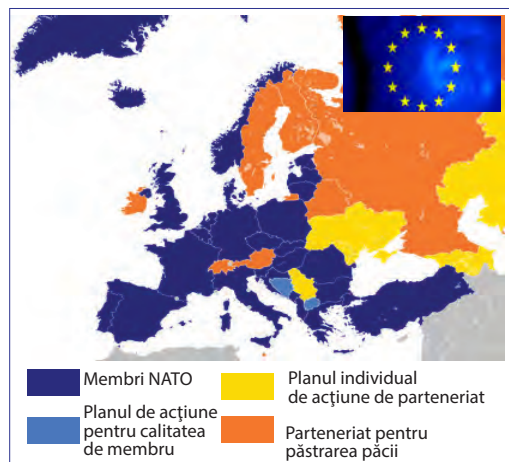 Membri NATO
Planul de acţiune
pentru calitatea
de membru
Planul individual
de acţiune de parteneriat
Parteneriat pentru
păstrarea păcii